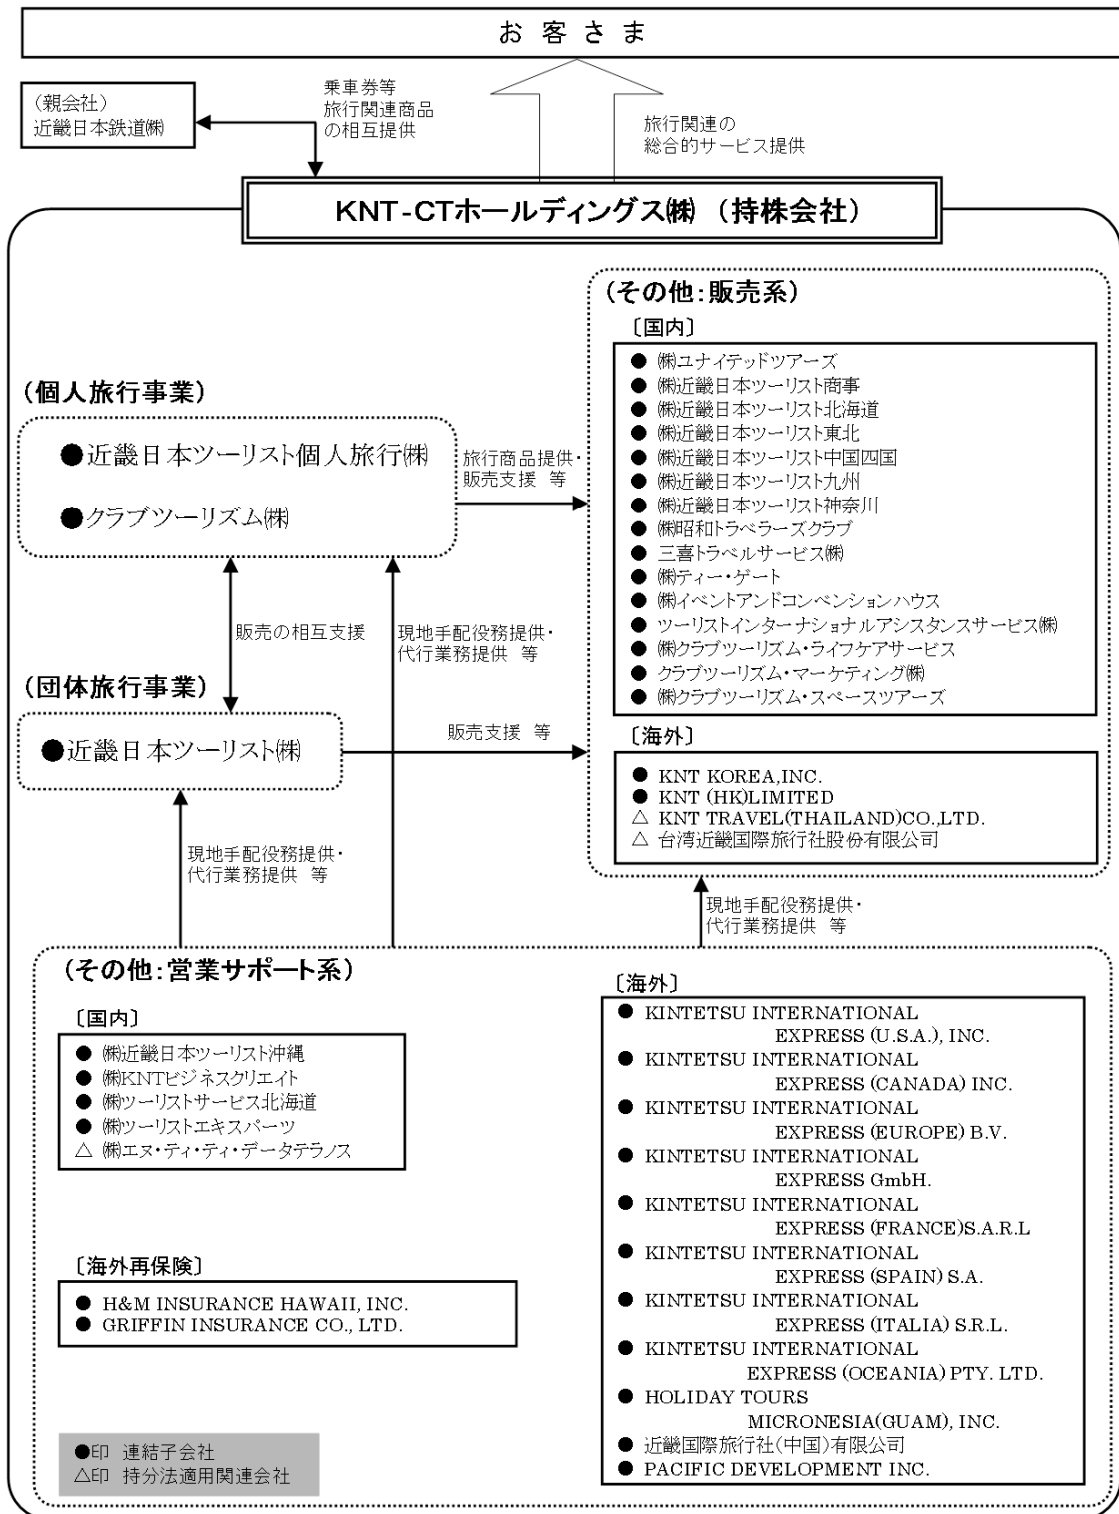 お 客 さ ま
（親会社）
近畿日本鉄道㈱
乗車券等
旅行関連商品
の相互提供
旅行関連の
総合的サービス提供
KNT-CTホールディングス㈱ （持株会社）
（その他：販売系）
〔国内〕
● ㈱ユナイテッドツアーズ
● ㈱近畿日本ツーリスト商事
● ㈱近畿日本ツーリスト北海道
● ㈱近畿日本ツーリスト東北
● ㈱近畿日本ツーリスト中国四国
● ㈱近畿日本ツーリスト九州
● ㈱近畿日本ツーリスト神奈川
● ㈱昭和トラベラーズクラブ
● 三喜トラベルサービス㈱
● ㈱ティー・ゲート
● ㈱イベントアンドコンベンションハウス
● ツーリストインターナショナルアシスタンスサービス㈱
● ㈱クラブツーリズム・ライフケアサービス
● クラブツーリズム・マーケティング㈱
● ㈱クラブツーリズム・スペースツアーズ
〔海外〕
● KNT KOREA,INC.
● KNT (HK)LIMITED
△ KNT TRAVEL(THAILAND)CO.,LTD.
△ 台湾近畿国際旅行社股份有限公司
（個人旅行事業）
●近畿日本ツーリスト個人旅行㈱
●クラブツーリズム㈱
旅行商品提供・
販売支援 等
販売の相互支援
現地手配役務提供・
代行業務提供 等
（団体旅行事業）
●近畿日本ツーリスト㈱
販売支援 等
現地手配役務提供・
代行業務提供 等
現地手配役務提供・
代行業務提供 等
（その他：営業サポート系）
〔国内〕
● ㈱近畿日本ツーリスト沖縄
● ㈱KNTビジネスクリエイト
● ㈱ツーリストサービス北海道
● ㈱ツーリストエキスパーツ
△ ㈱エヌ・ティ・ティ・データテラノス
〔海外再保険〕
● H&M INSURANCE HAWAII, INC.
● GRIFFIN INSURANCE CO., LTD.
〔海外〕
● KINTETSU INTERNATIONAL
EXPRESS (U.S.A.), INC.
● KINTETSU INTERNATIONAL
EXPRESS (CANADA) INC.
● KINTETSU INTERNATIONAL
EXPRESS (EUROPE) B.V.
● KINTETSU INTERNATIONAL
EXPRESS GmbH.
● KINTETSU INTERNATIONAL
EXPRESS (FRANCE)S.A.R.L
● KINTETSU INTERNATIONAL
EXPRESS (SPAIN) S.A.
● KINTETSU INTERNATIONAL
EXPRESS (ITALIA) S.R.L.
● KINTETSU INTERNATIONAL
EXPRESS (OCEANIA) PTY. LTD.
● HOLIDAY TOURS
MICRONESIA(GUAM), INC.
● 近畿国際旅行社(中国)有限公司
● PACIFIC DEVELOPMENT INC.
●印 連結子会社
△印 持分法適用関連会社